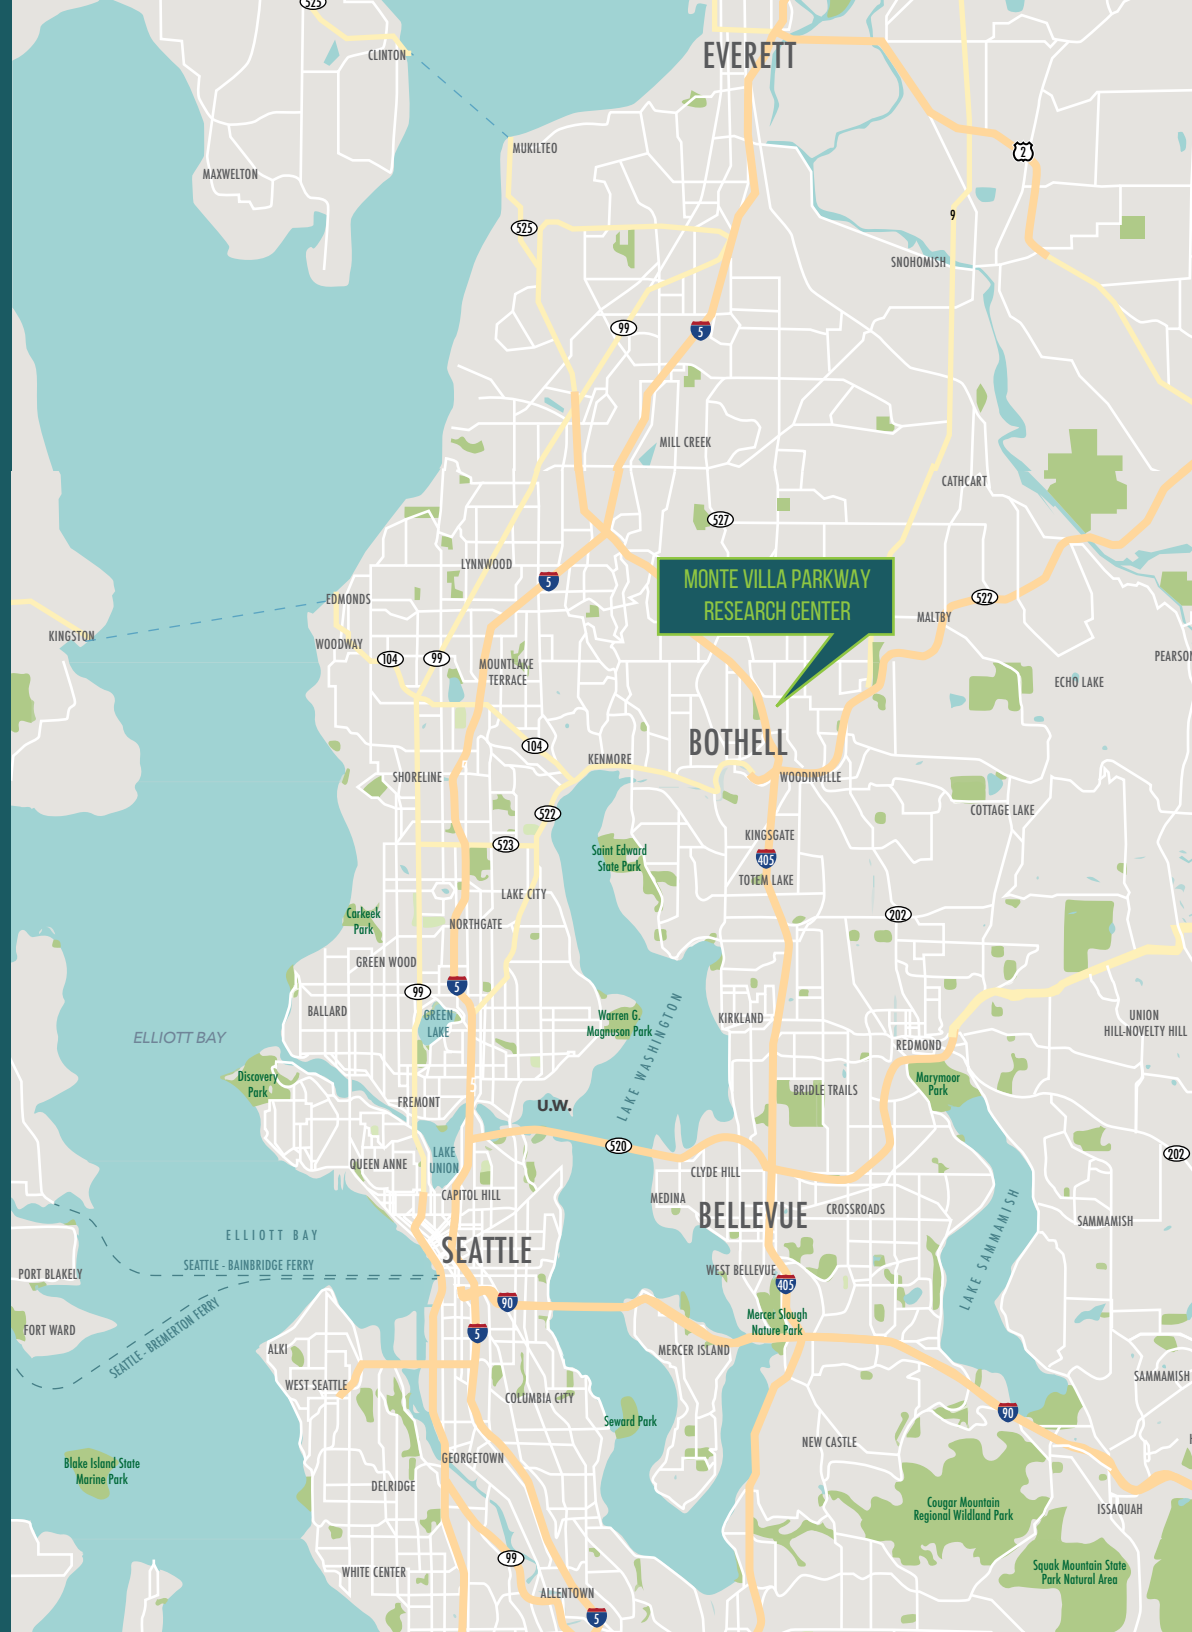 525
CLINTON
EVERETT
MUKILTEO
2
MAXWELTON
9
525
SNOHOMISH
99
5
MILL CREEK
CATHCART
527
LYNNWOOD
5
MONTE VILLA PARKWAY
RESEARCH CENTER
EDMONDS
522
MALTBY
KINGSTON
WOODWAY
104
99
MOUNTLAKE
TERRACE
PEARSON
ECHO LAKE
104
BOTHELL
KENMORE
SHORELINE
WOODINVILLE
522
COTTAGE LAKE
523
KINGSGATE
Saint Edward
State Park
405
TOTEM LAKE
LAKE CITY
Carkeek
Park
NORTHGATE
202
GREEN WOOD
5
99
BALLARD
GREEN
LAKE
Warren G.
Magnuson Park
LAKE WASHINGTON
KIRKLAND
UNION
HILL-NOVELTY HILL
ELLIOTT BAY
REDMOND
Discovery
Park
Marymoor
Park
BRIDLE TRAILS
FREMONT
U.W.
520
202
QUEEN ANNE
LAKE
UNION
CLYDE HILL
CAPITOL HILL
MEDINA
BELLEVUE
CROSSROADS
SAMMAMISH
ELLIOTT BAY
SEATTLE
LAKE SAMMAMISH
SEATTLE - BAINBRIDGE FERRY
PORT BLAKELY
WEST BELLEVUE
405
90
SEATTLE - BREMERTON FERRY
Mercer Slough
Nature Park
FORT WARD
5
ALKI
MERCER ISLAND
SAMMAMISH
WEST SEATTLE
COLUMBIA CITY
90
Seward Park
NEW CASTLE
H
GEORGETOWN
Blake Island State
Marine Park
DELRIDGE
Cougar Mountain
Regional Wildland Park
ISSAQUAH
99
WHITE CENTER
Squak Mountain State
Park Natural Area
ALLENTOWN
5